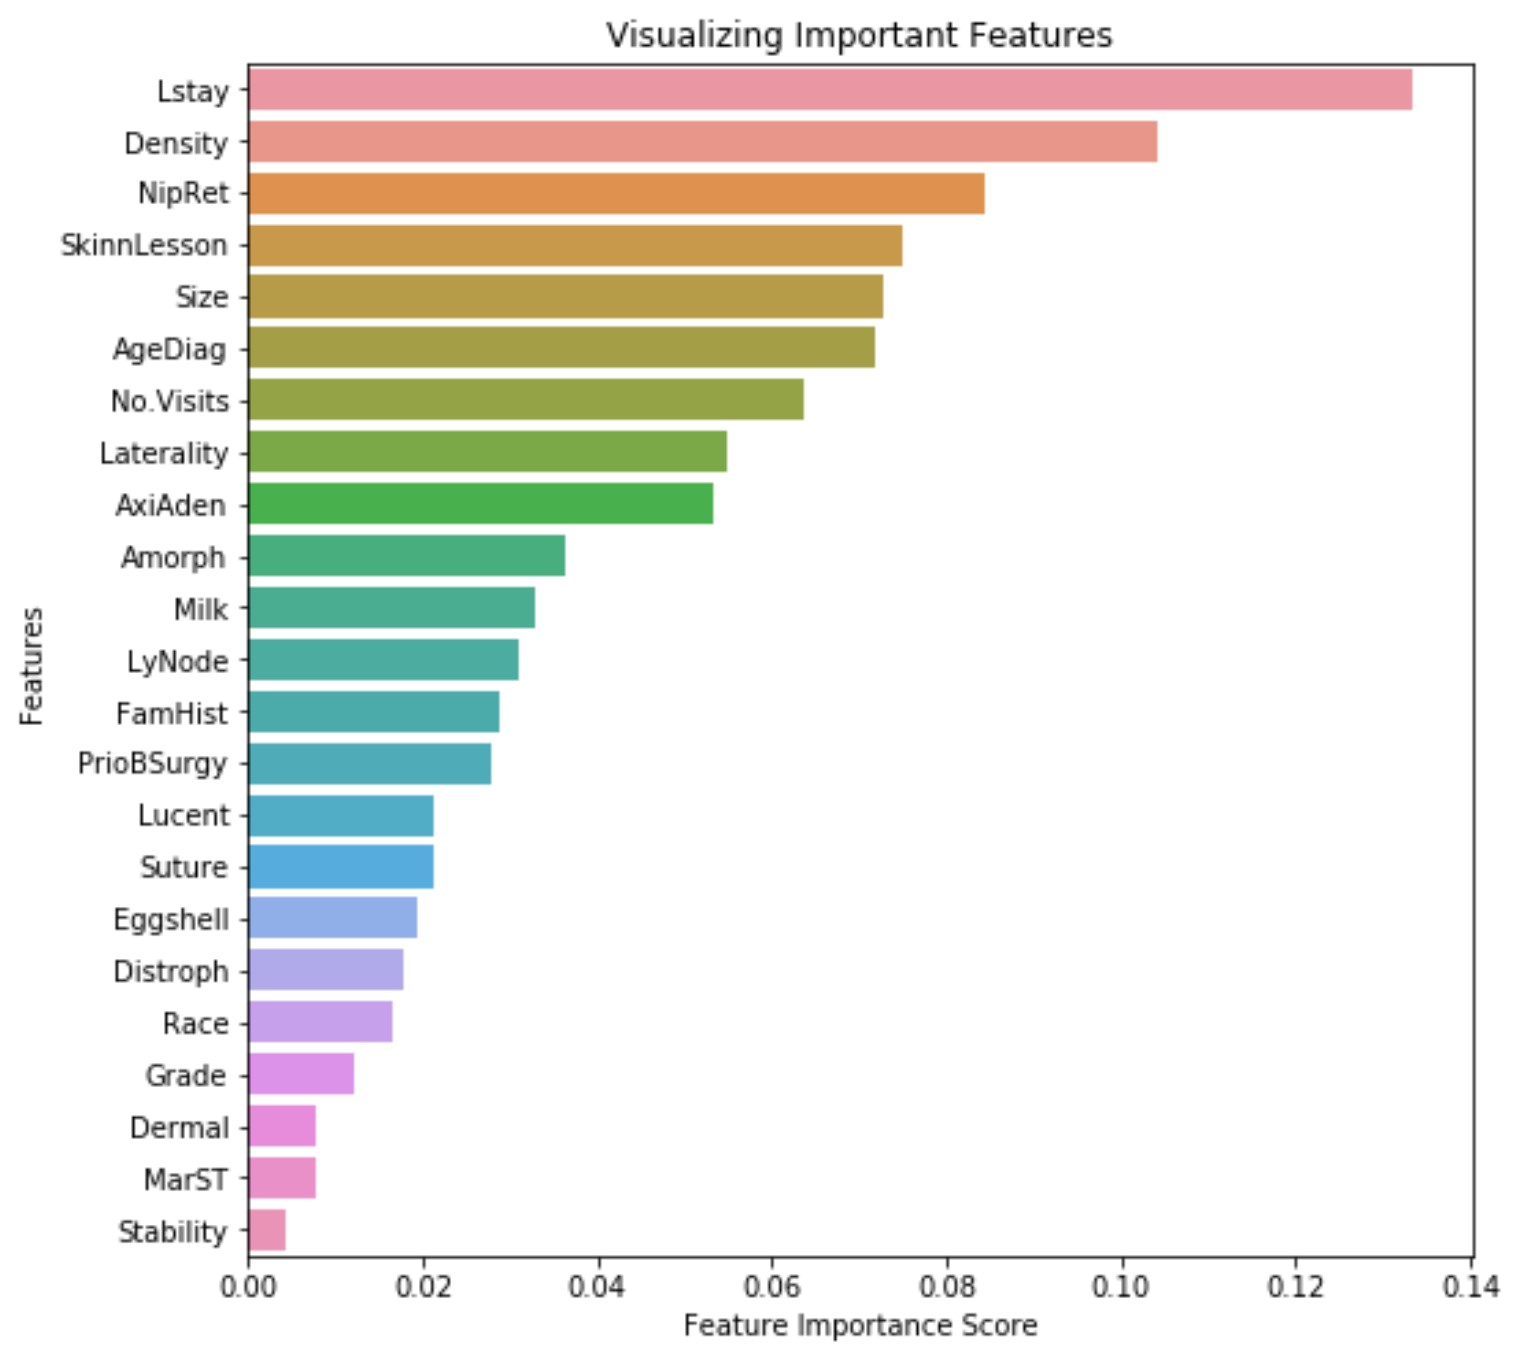 Visualizing Important Features
Lstay
Density
NipRet
SkinnLesson
Size
AgeDiag
No.Visits
Laterality
AxiAden
Amorph
Milk
LyNode
FamHist
PrioBSurgy
Lucent
Suture
Eggshell
Distroph
Race
Grade
Dermal
MarST
Stability
Features
0.00 0.02 0.04 0.06 0.08 0.10 0.12 0.14
Feature Importance Score